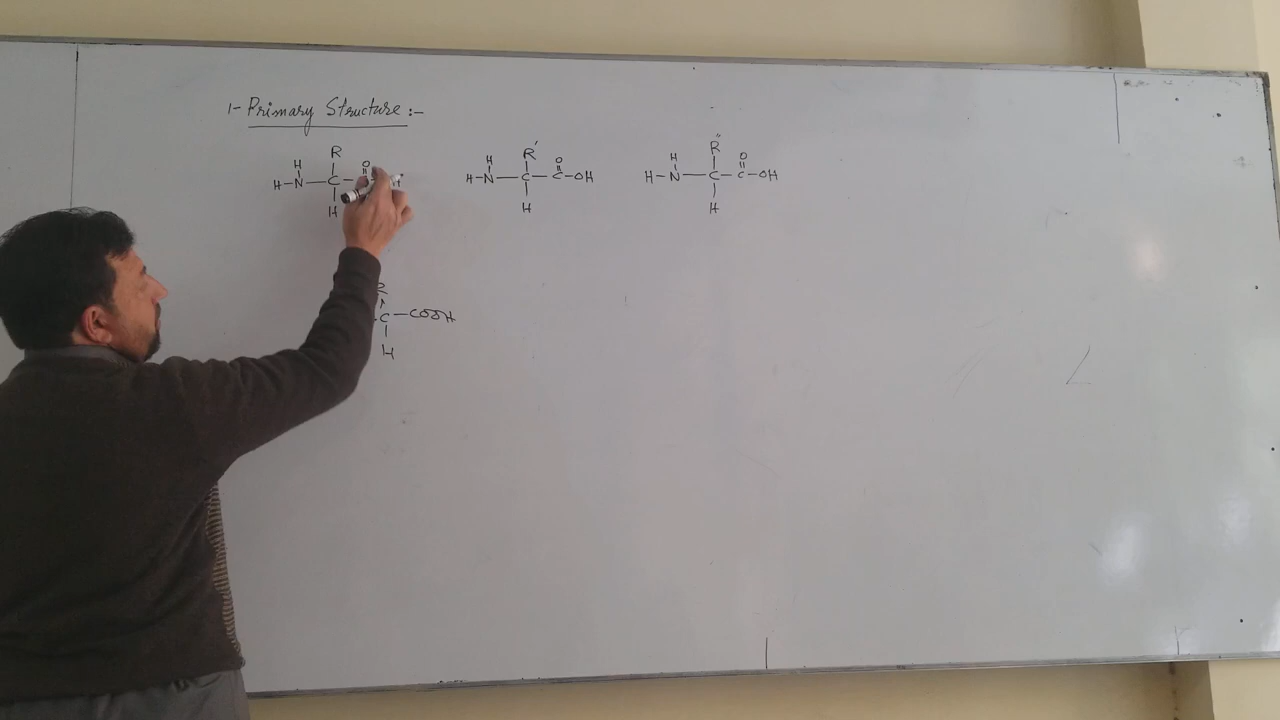 1- Primary Structure :-
R R' R''
H O H O H O
H-N-C- H H-N-C-C-OH H-N-C-C-OH
H H H
R
C-COOH
H